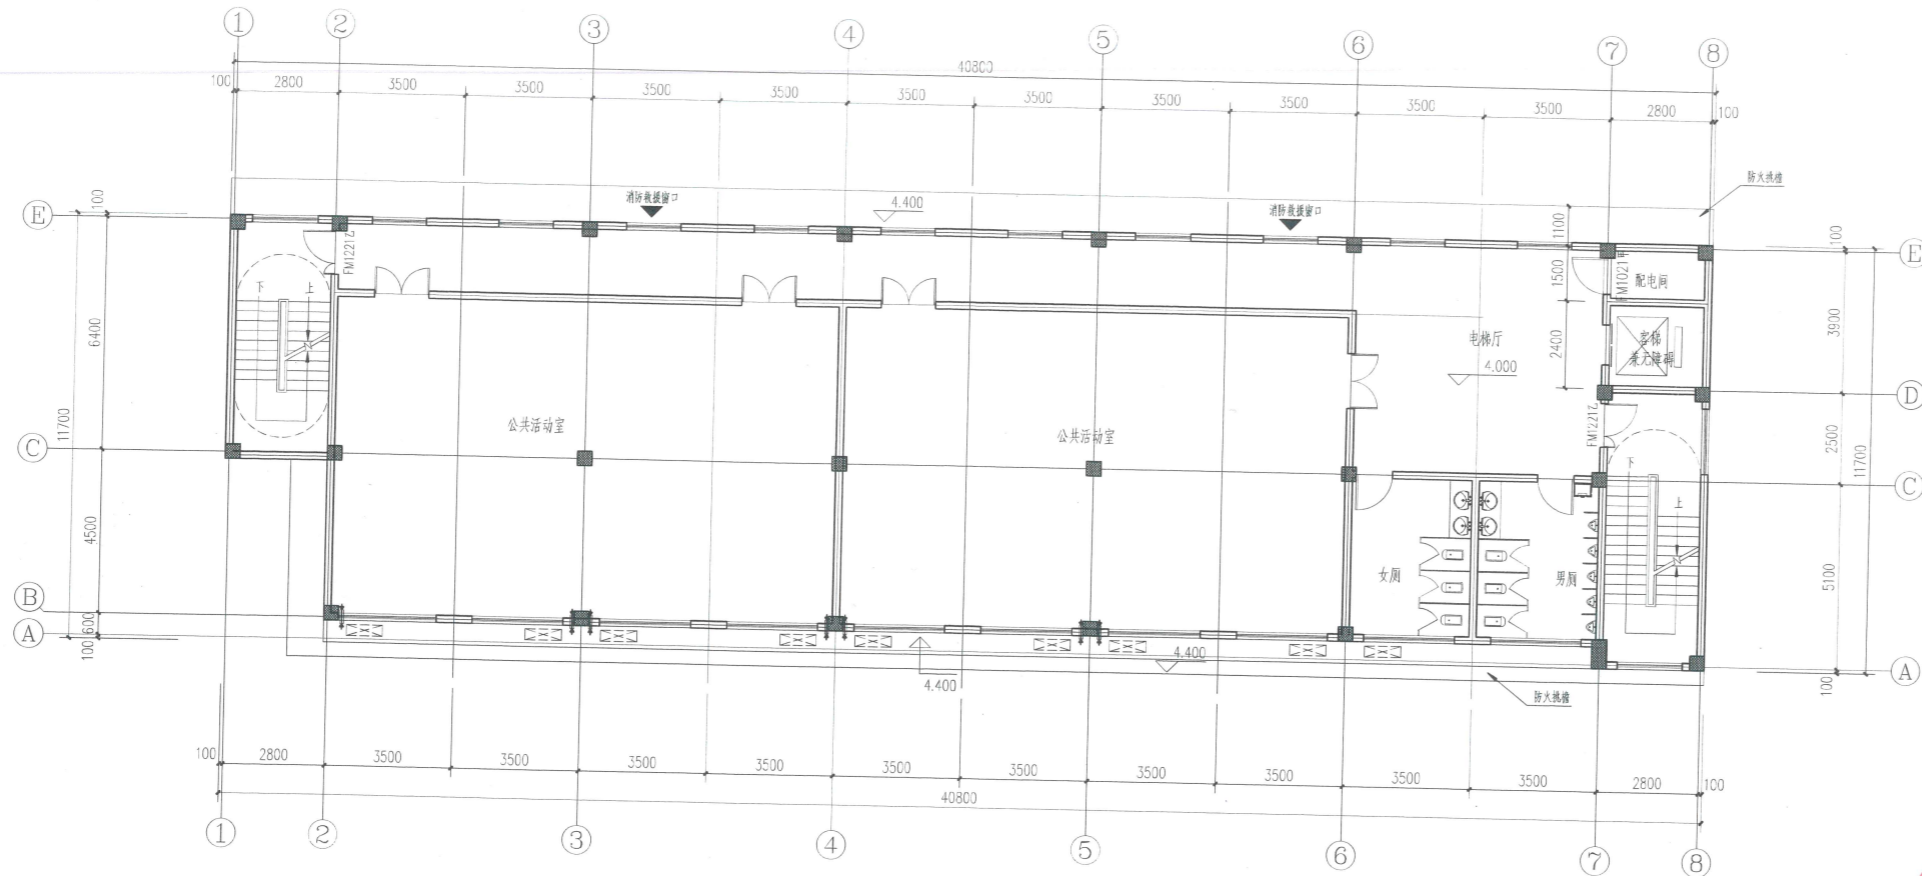 ① ② ③ ④ ⑤ ⑥ ⑦ ⑧
40800
100 2800 3500 3500 3500 3500 3500 3500 3500 3500 3500 3500 2800 100
防火挑檐
消防救援窗口 4.400 消防救援窗口
Ⓔ 100 1100 100 Ⓔ
FM1221乙 1500 FM1021 配电间
下 上
6400 电梯厅 2400 客梯 3900
4.000 兼无障碍
Ⓓ
11700 公共活动室 公共活动室 FM1221乙 2500 11700
Ⓒ 下 Ⓒ
上
4500 女厕 男厕 5100
Ⓑ
600
Ⓐ 100 4.400 4.400 100 Ⓐ
防火挑檐
100 2800 3500 3500 3500 3500 3500 3500 3500 3500 3500 3500 2800 100
40800
① ② ③ ④ ⑤ ⑥ ⑦ ⑧